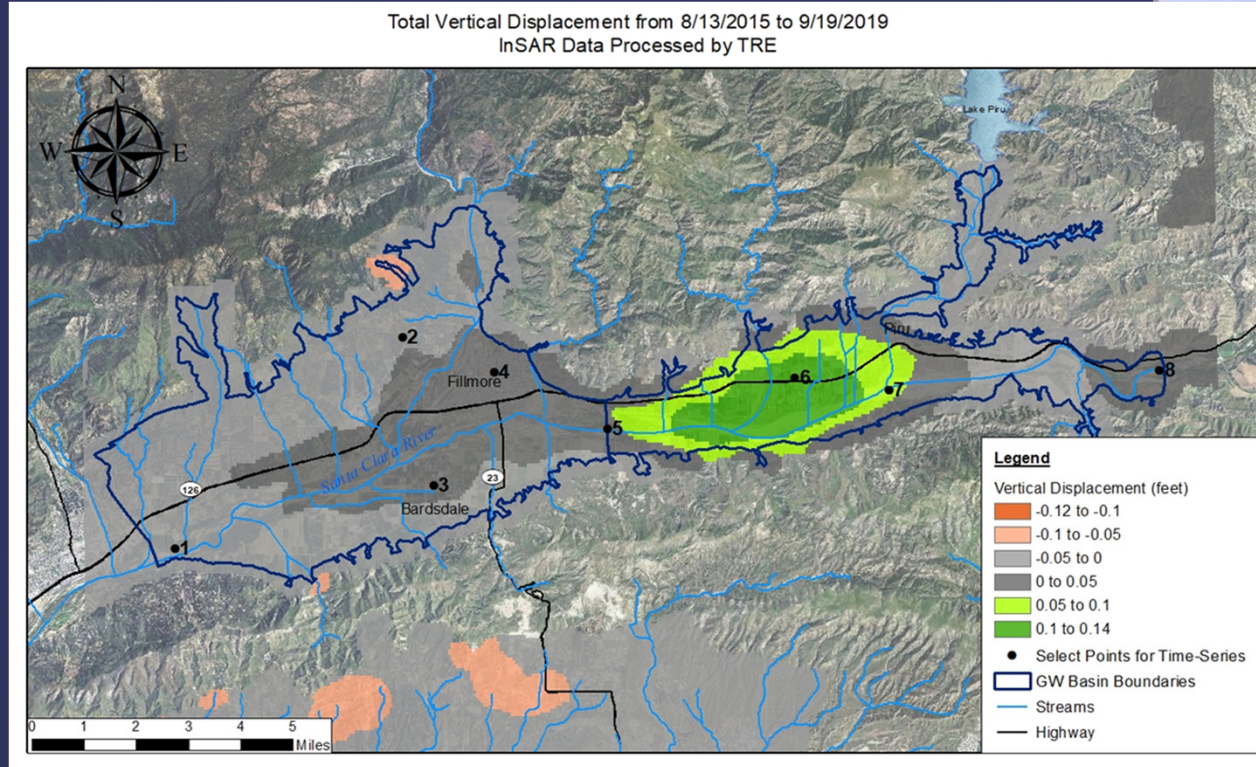 Total Vertical Displacement from 8/13/2015 to 9/19/2019
InSAR Data Processed by TRE
N
W
E
S
Lake Piru
2
4
Fillmore
Piru
6
7
8
5
Santa Clara River
126
3
23
Bardsdale
1
Legend
Vertical Displacement (feet)
-0.12 to -0.1
-0.1 to -0.05
-0.05 to 0
0 to 0.05
0.05 to 0.1
0.1 to 0.14
Select Points for Time-Series
GW Basin Boundaries
Streams
Highway
0 1 2 3 4 5
Miles